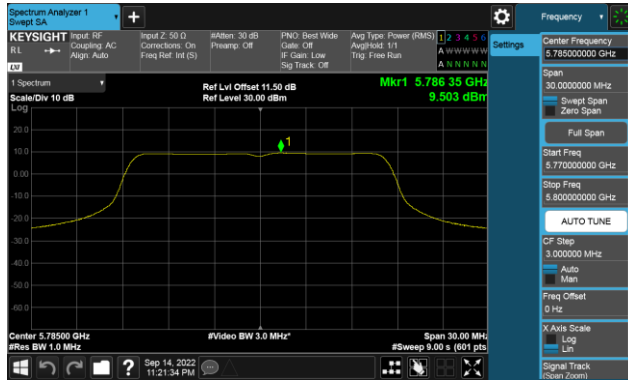 Spectrum Analyzer 1
Swept SA
KEYSIGHT
RL
LXI
Input: RF
Coupling: AC
Align: Auto
Input Z: 50 Ω
Corrections: On
Freq Ref: Int (S)
#Atten: 30 dB
Preamp: Off
PNO: Best Wide
Gate: Off
IF Gain: Low
Sig Track: Off
Avg Type: Power (RMS)
Avg|Hold: 1/1
Trig: Free Run
1 2 3 4 5 6
A W W W W W
A N N N N N
1 Spectrum
Scale/Div 10 dB
Log
Ref Lvl Offset 11.50 dB
Ref Level 30.00 dBm
Mkr1 5.786 35 GHz
9.503 dBm
20.0
10.0
0.00
-10.0
-20.0
-30.0
-40.0
-50.0
-60.0
1
Center 5.78500 GHz
#Res BW 1.0 MHz
#Video BW 3.0 MHz*
Span 30.00 MHz
#Sweep 9.00 s (601 pts)
Sep 14, 2022
11:21:34 PM
Settings
Frequency
Center Frequency
5.785000000 GHz
Span
30.0000000 MHz
Swept Span
Zero Span
Full Span
Start Freq
5.770000000 GHz
Stop Freq
5.800000000 GHz
AUTO TUNE
CF Step
3.000000 MHz
Auto
Man
Freq Offset
0 Hz
X Axis Scale
Log
Lin
Signal Track
(Span Zoom)